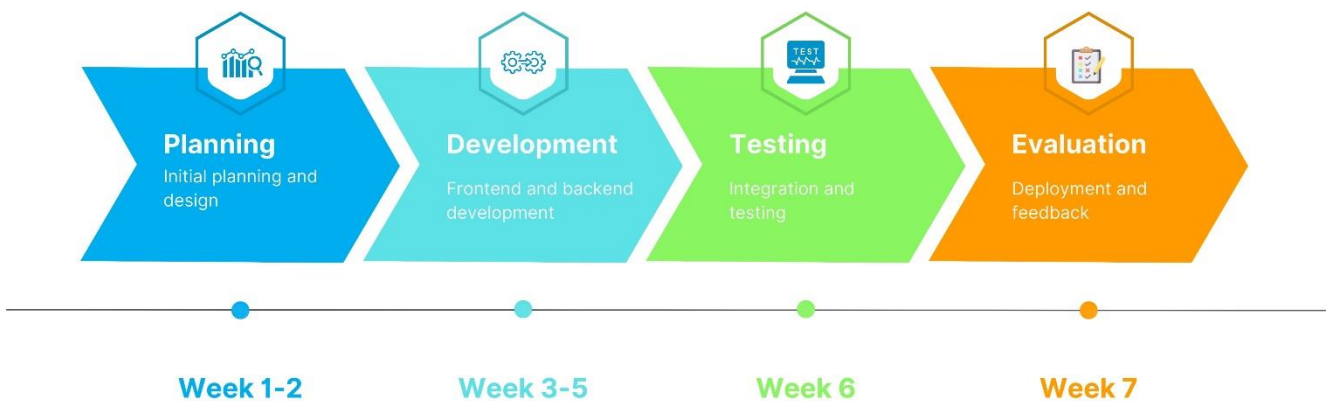 TEST
Planning
Initial planning and
design
Development
Frontend and backend
development
Testing
Integration and
testing
Evaluation
Deployment and
feedback
Week 1-2
Week 3-5
Week 6
Week 7